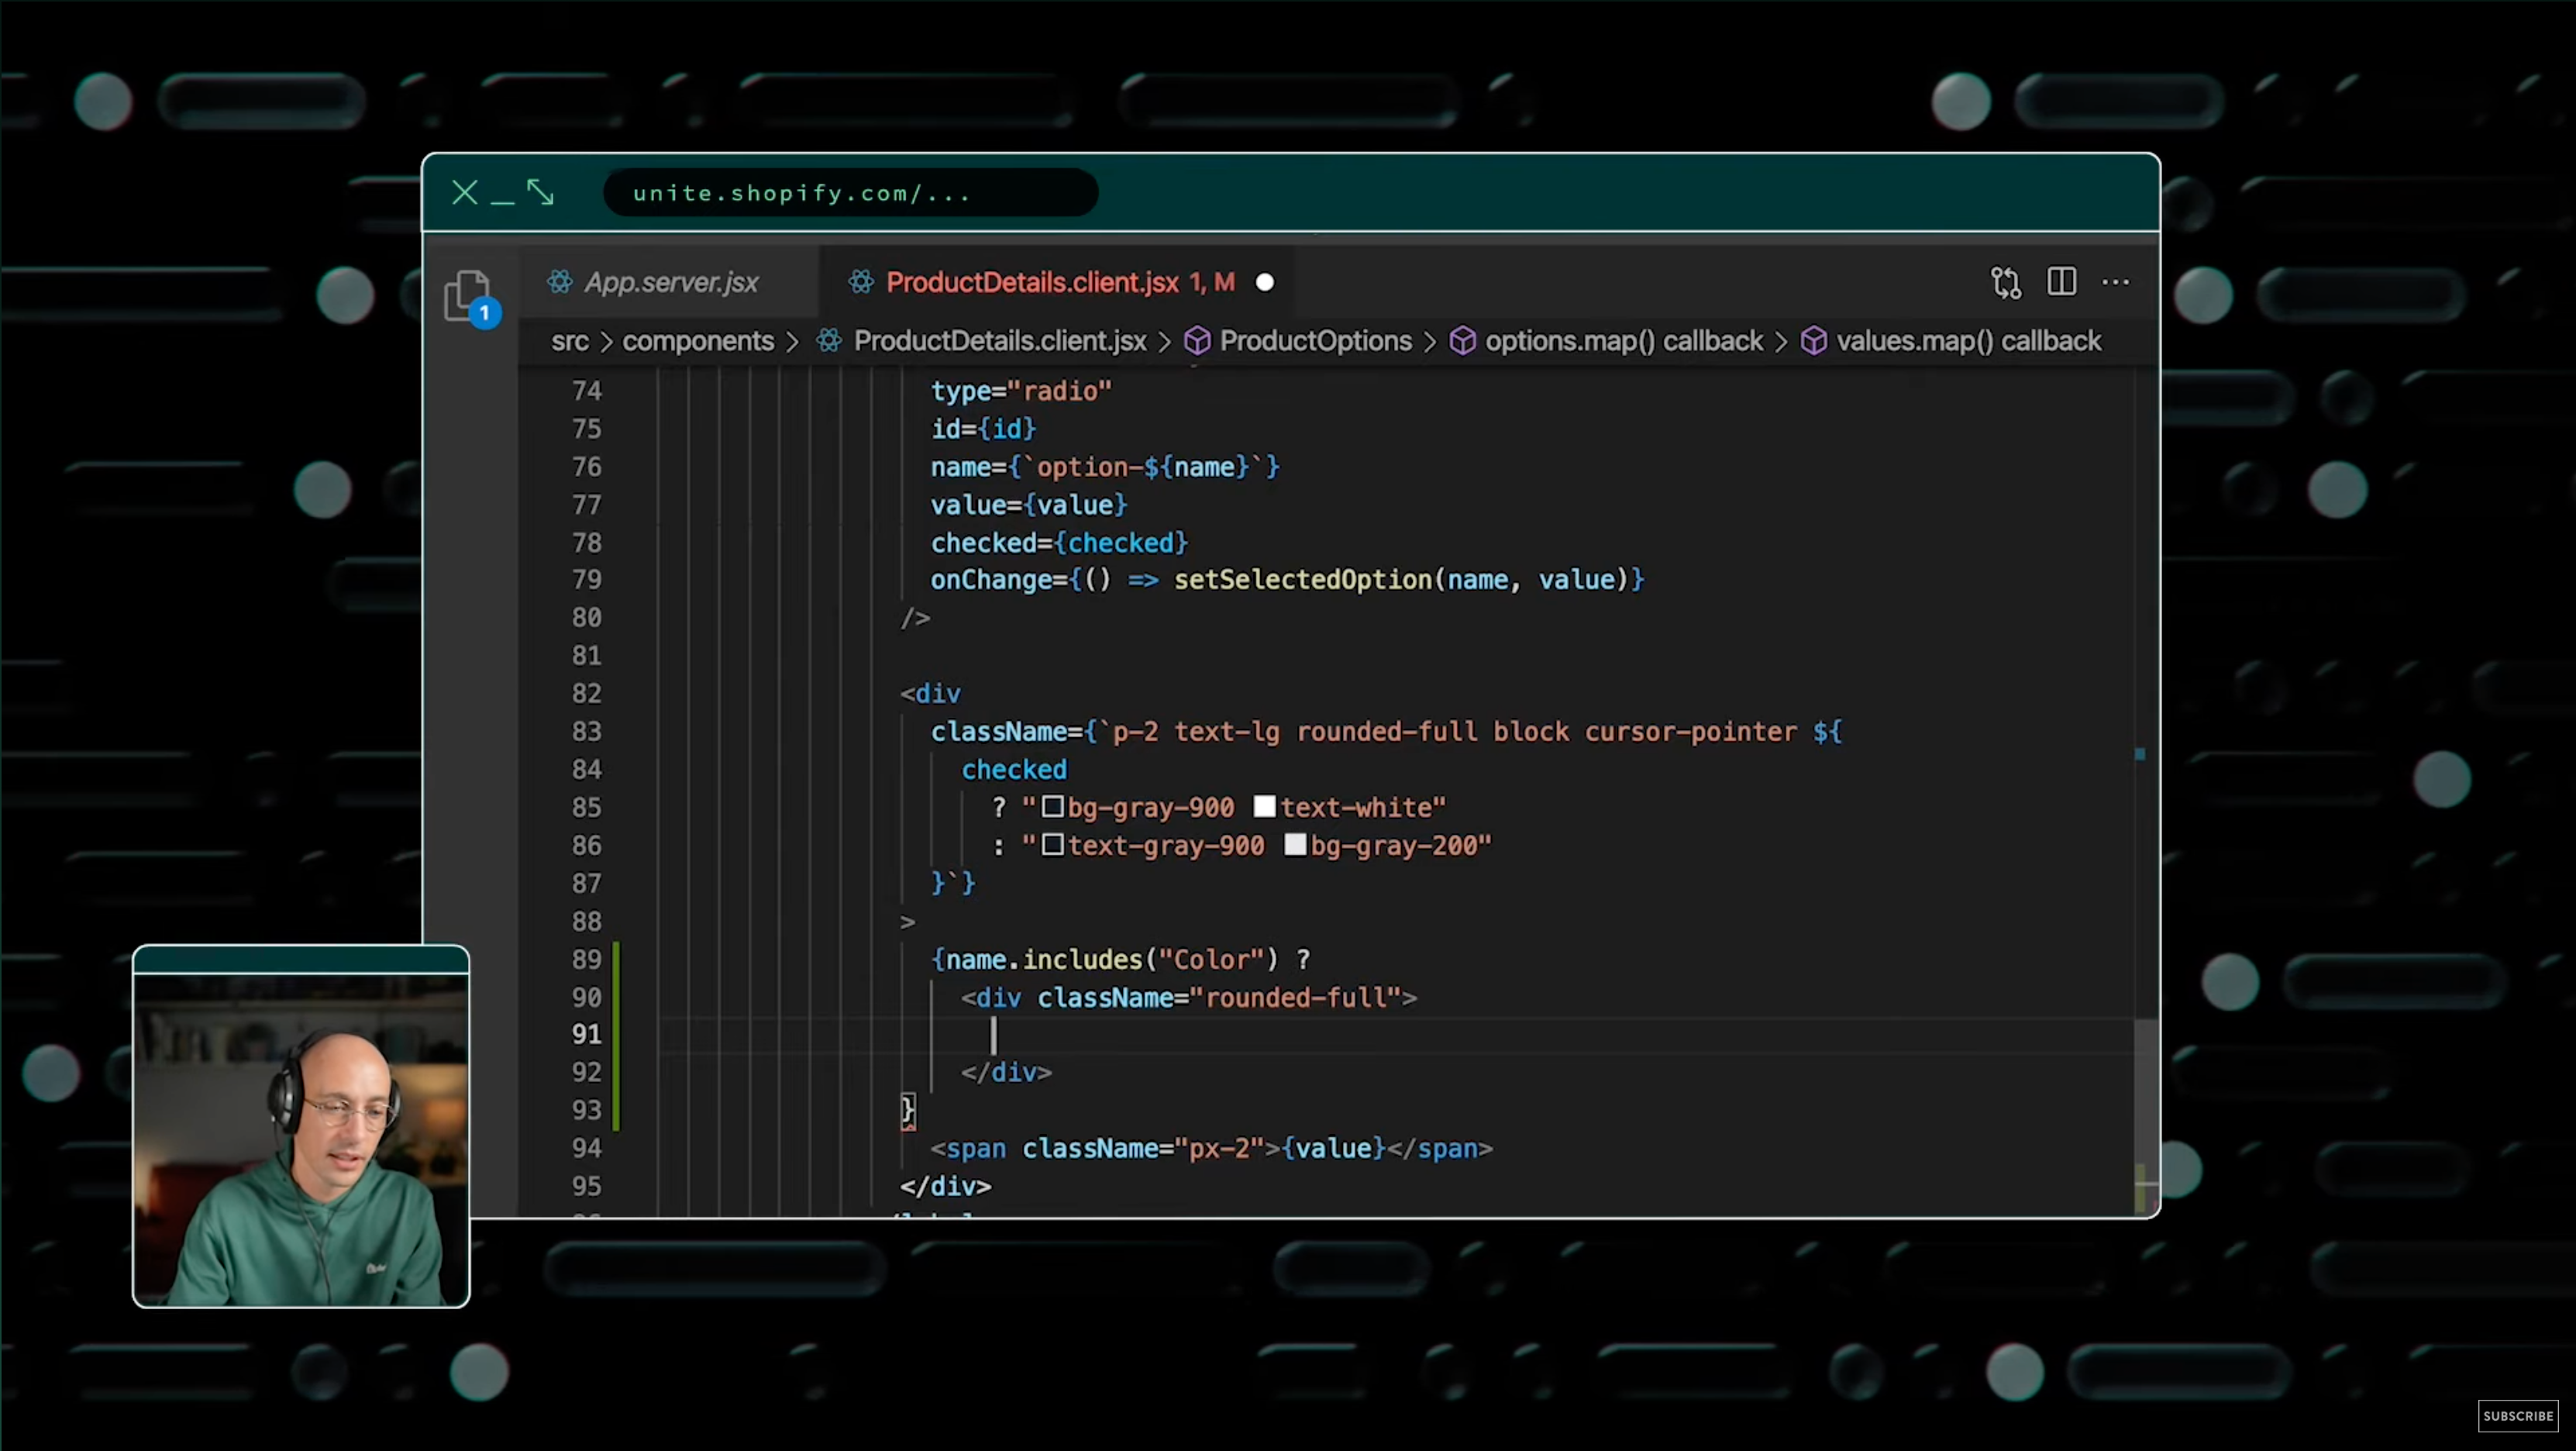 unite.shopify.com/...
App.server.jsx
ProductDetails.client.jsx 1, M
1
src > components > ProductDetails.client.jsx > ProductOptions > options.map() callback > values.map() callback
74 type="radio"
75 id={id}
76 name={`option-${name}`}
77 value={value}
78 checked={checked}
79 onChange={() => setSelectedOption(name, value)}
80 />
81
82 <div
83 className={`p-2 text-lg rounded-full block cursor-pointer ${
84 checked
85 ? "bg-gray-900 text-white"
86 : "text-gray-900 bg-gray-200"
87 }`}
88 >
89 {name.includes("Color") ?
90 <div className="rounded-full">
91
92 </div>
93 }
94 <span className="px-2">{value}</span>
95 </div>
SUBSCRIBE